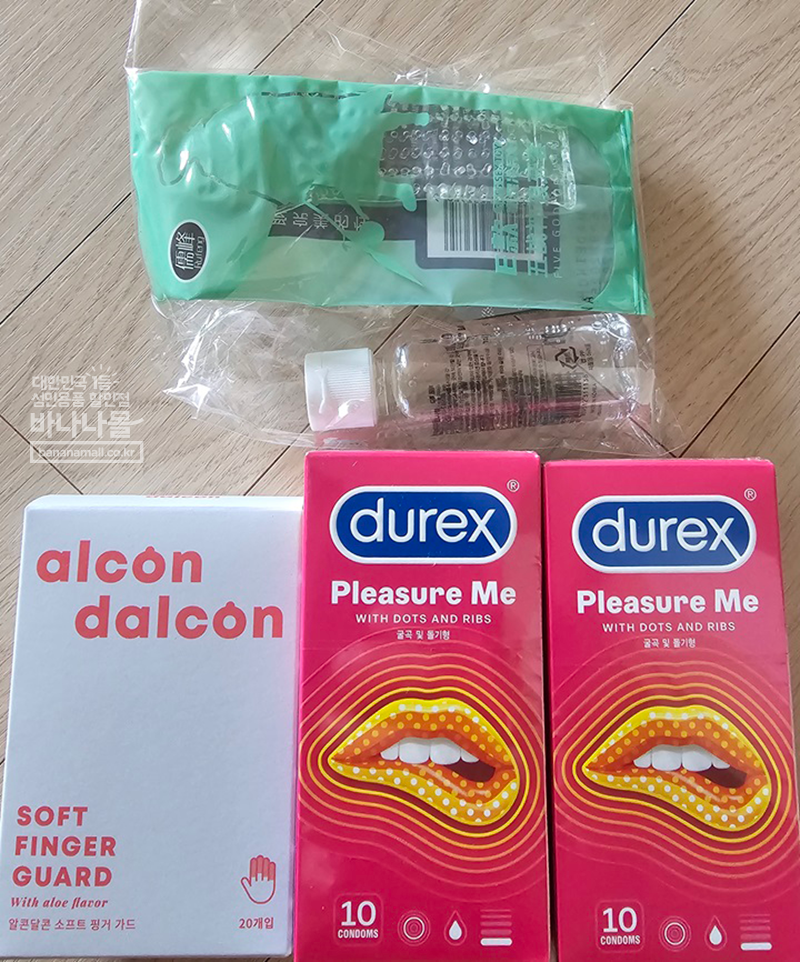 儒峰
Rufeng
대한민국 1등
성인용품 할인점
바나나몰
bananamall.co.kr
alcon
dalcon
SOFT
FINGER
GUARD
With aloe flavor
알콘달콘 소프트 핑거 가드
20개입
durex®
Pleasure Me
WITH DOTS AND RIBS
굴곡 및 돌기형
10
CONDOMS
durex®
Pleasure Me
WITH DOTS AND RIBS
굴곡 및 돌기형
10
CONDOMS